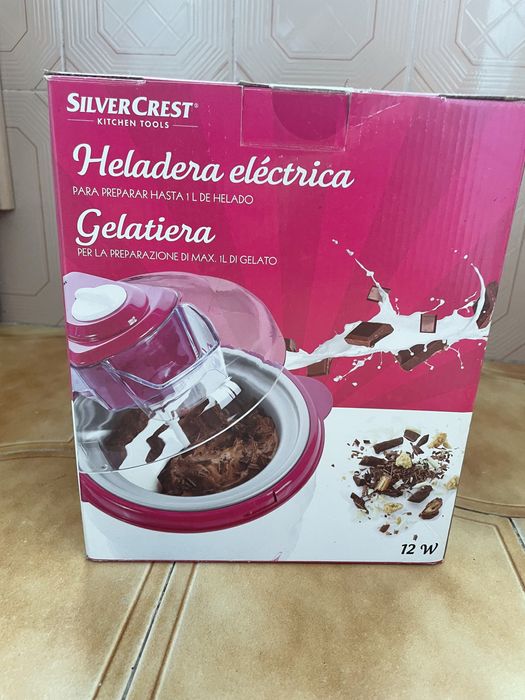 SILVERCREST®
KITCHEN TOOLS
Heladera eléctrica
PARA PREPARAR HASTA 1 L DE HELADO
Gelatiera
PER LA PREPARAZIONE DI MAX. 1L DI GELATO
12 W